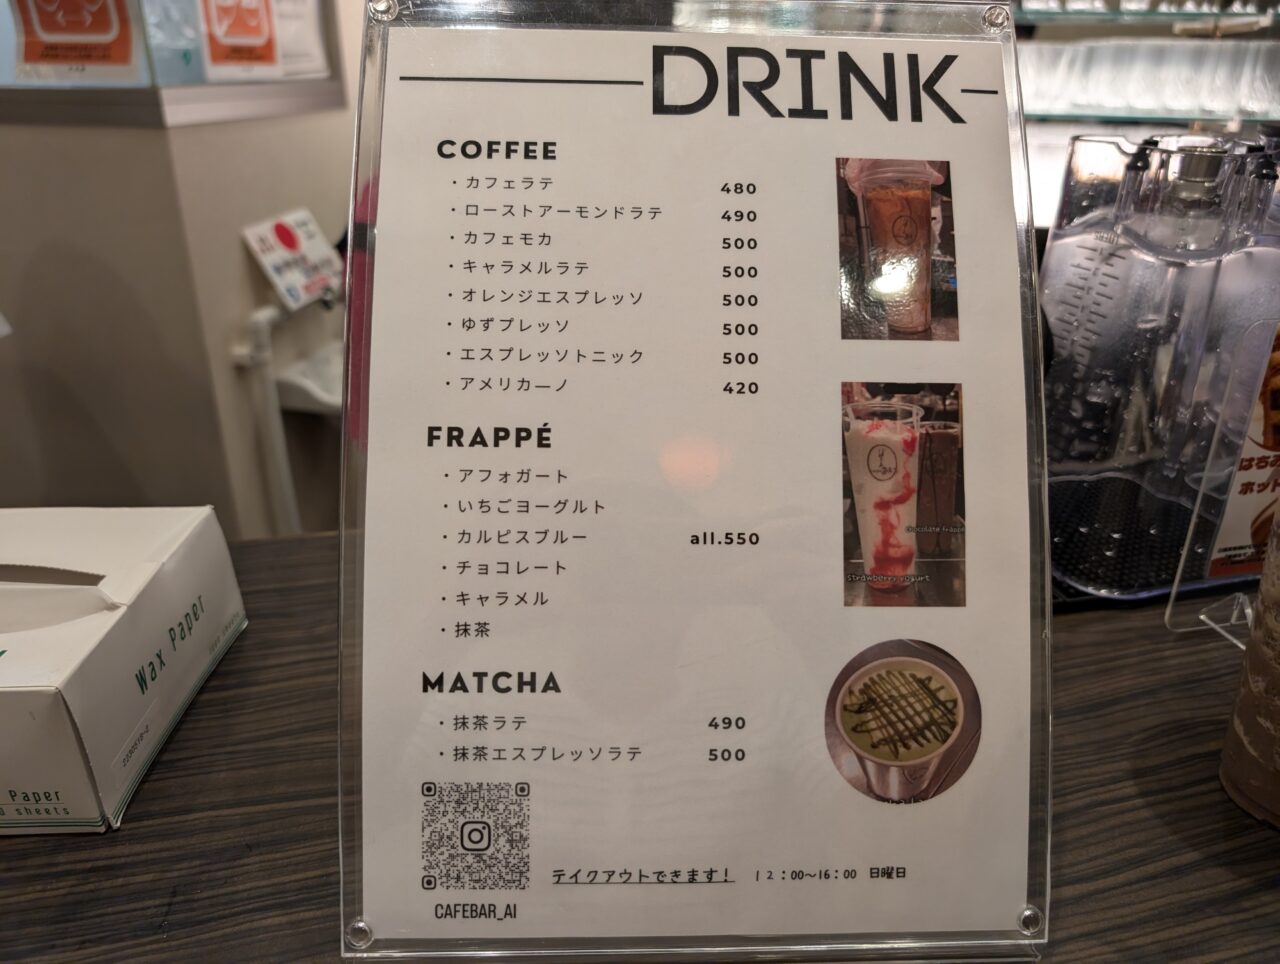 DRINK
COFFEE
・カフェラテ 480
・ローストアーモンドラテ 490
・カフェモカ 500
・キャラメルラテ 500
・オレンジエスプレッソ 500
・ゆずプレッソ 500
・エスプレッソトニック 500
・アメリカーノ 420
FRAPPÉ
・アフォガート
・いちごヨーグルト
・カルピスブルー all.550
・チョコレート
・キャラメル
・抹茶
chocolate frappe
strawberry yogurt
MATCHA
・抹茶ラテ 490
・抹茶エスプレッソラテ 500
テイクアウトできます! 12:00〜16:00 日曜日
CAFEBAR_AI
Wax Paper
Paper
sheets